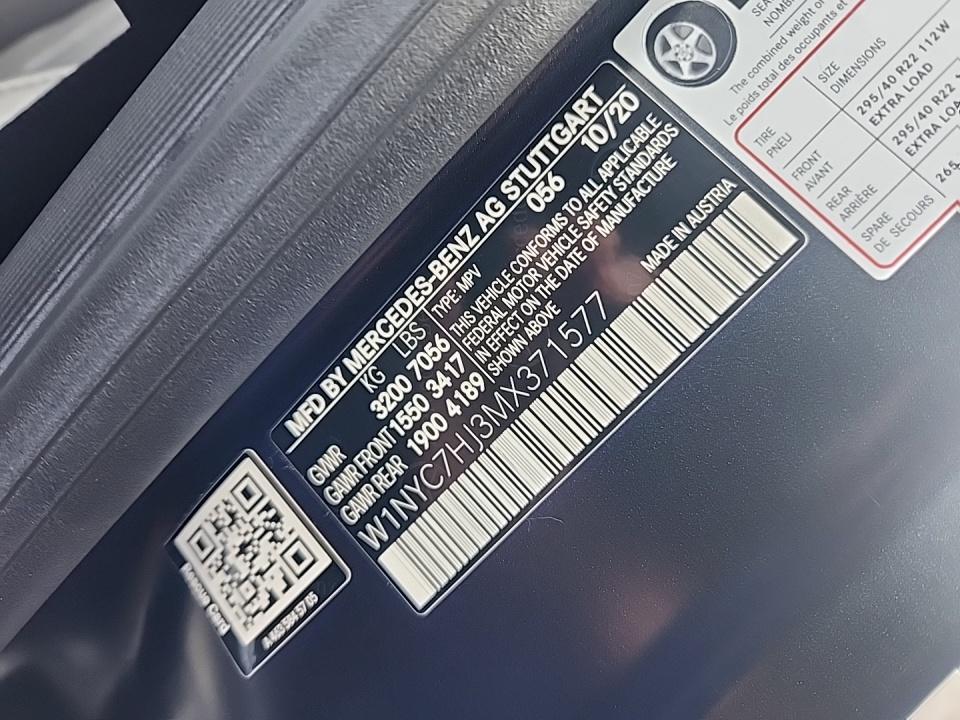 MFD BY MERCEDES-BENZ AG STUTTGART
KG LBS 056 10/20
GVWR 3200 7056
GAWR FRONT 1550 3417
GAWR REAR 1900 4189
TYPE: MPV
THIS VEHICLE CONFORMS TO ALL APPLICABLE
FEDERAL MOTOR VEHICLE SAFETY STANDARDS
IN EFFECT ON THE DATE OF MANUFACTURE
SHOWN ABOVE
MADE IN AUSTRIA
W1NYC7HJ3MX371577
Rescue Card
The combined weight of
Le poids total des occupants et
TIRE
PNEU
SIZE
DIMENSIONS
FRONT
AVANT
295/40 R22 112W
EXTRA LOAD
REAR
ARRIÈRE
295/40 R22
EXTRA
SPARE
DE SECOURS
265